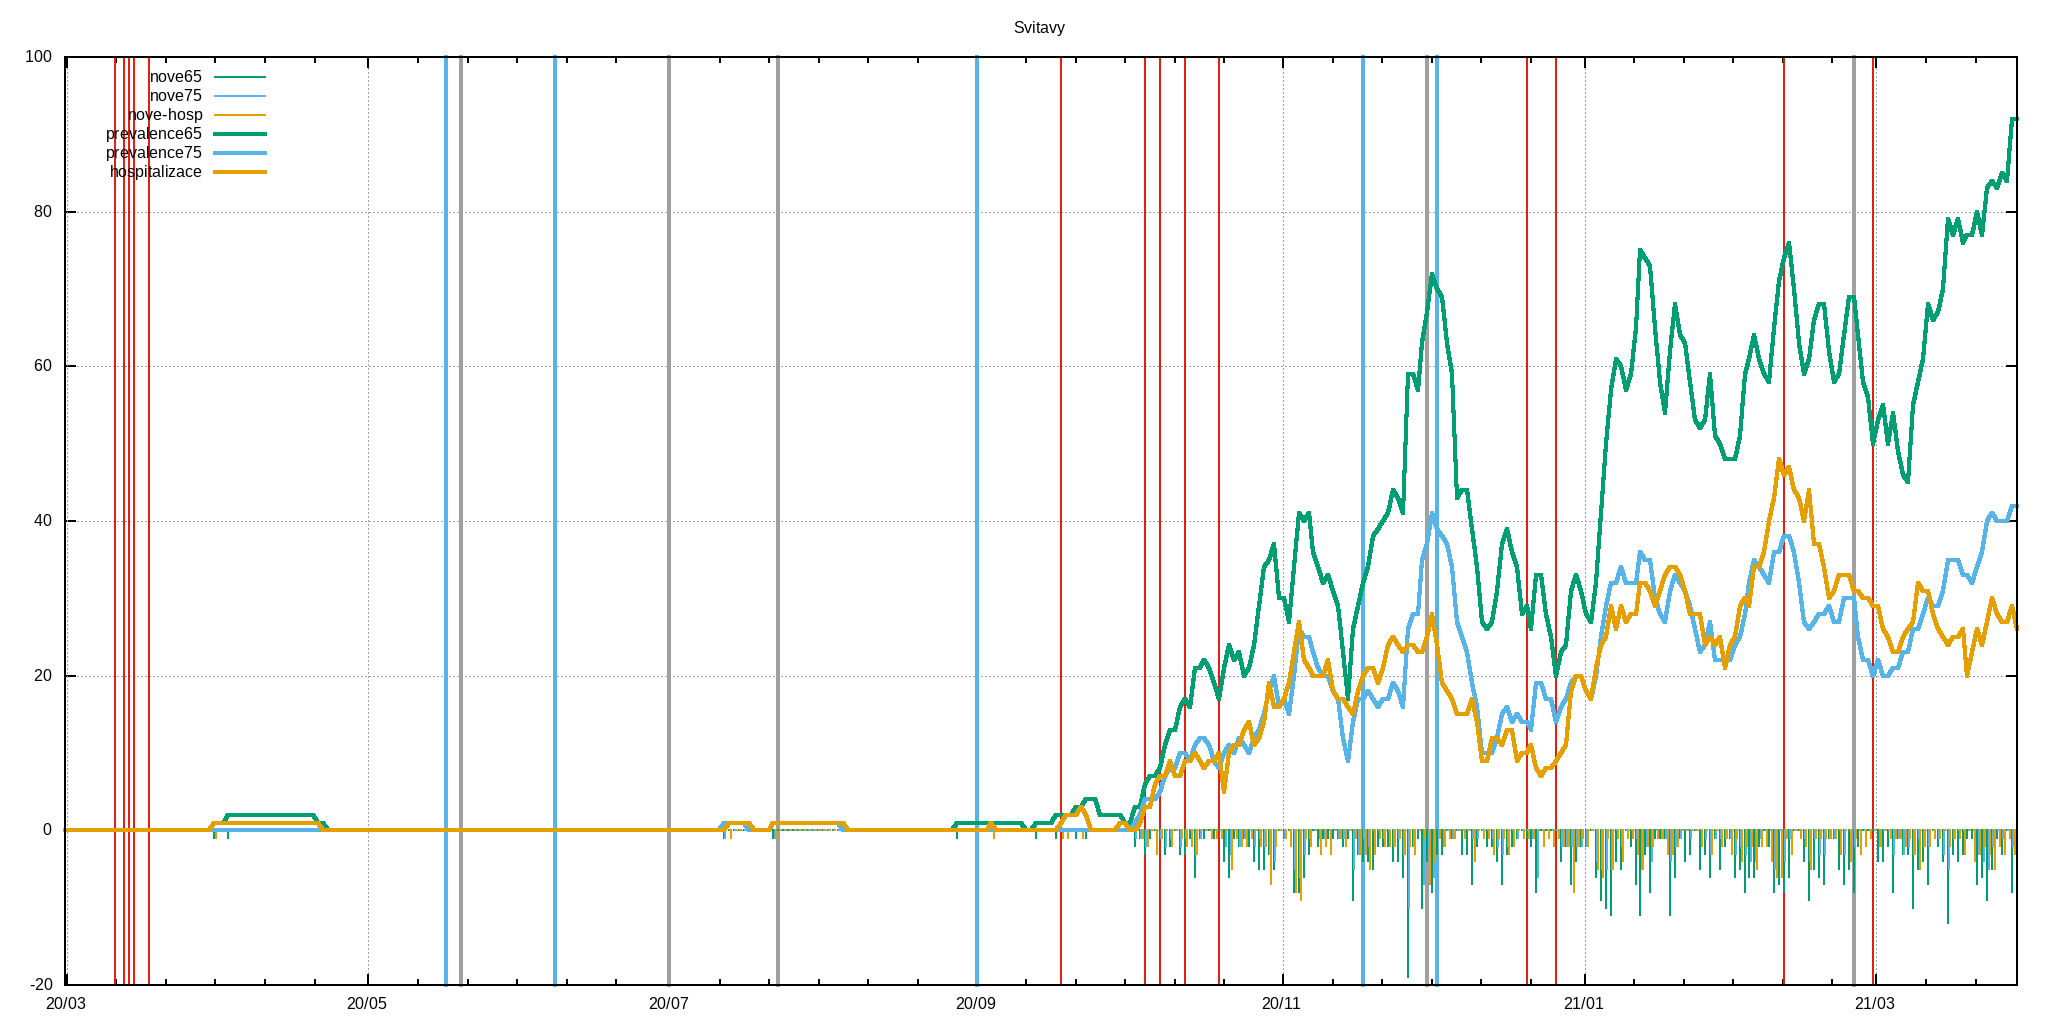 Svitavy
100
80
60
40
20
0
-20
nove65
nove75
nove-hosp
prevalence65
prevalence75
hospitalizace
20/03 20/05 20/07 20/09 20/11 21/01 21/03